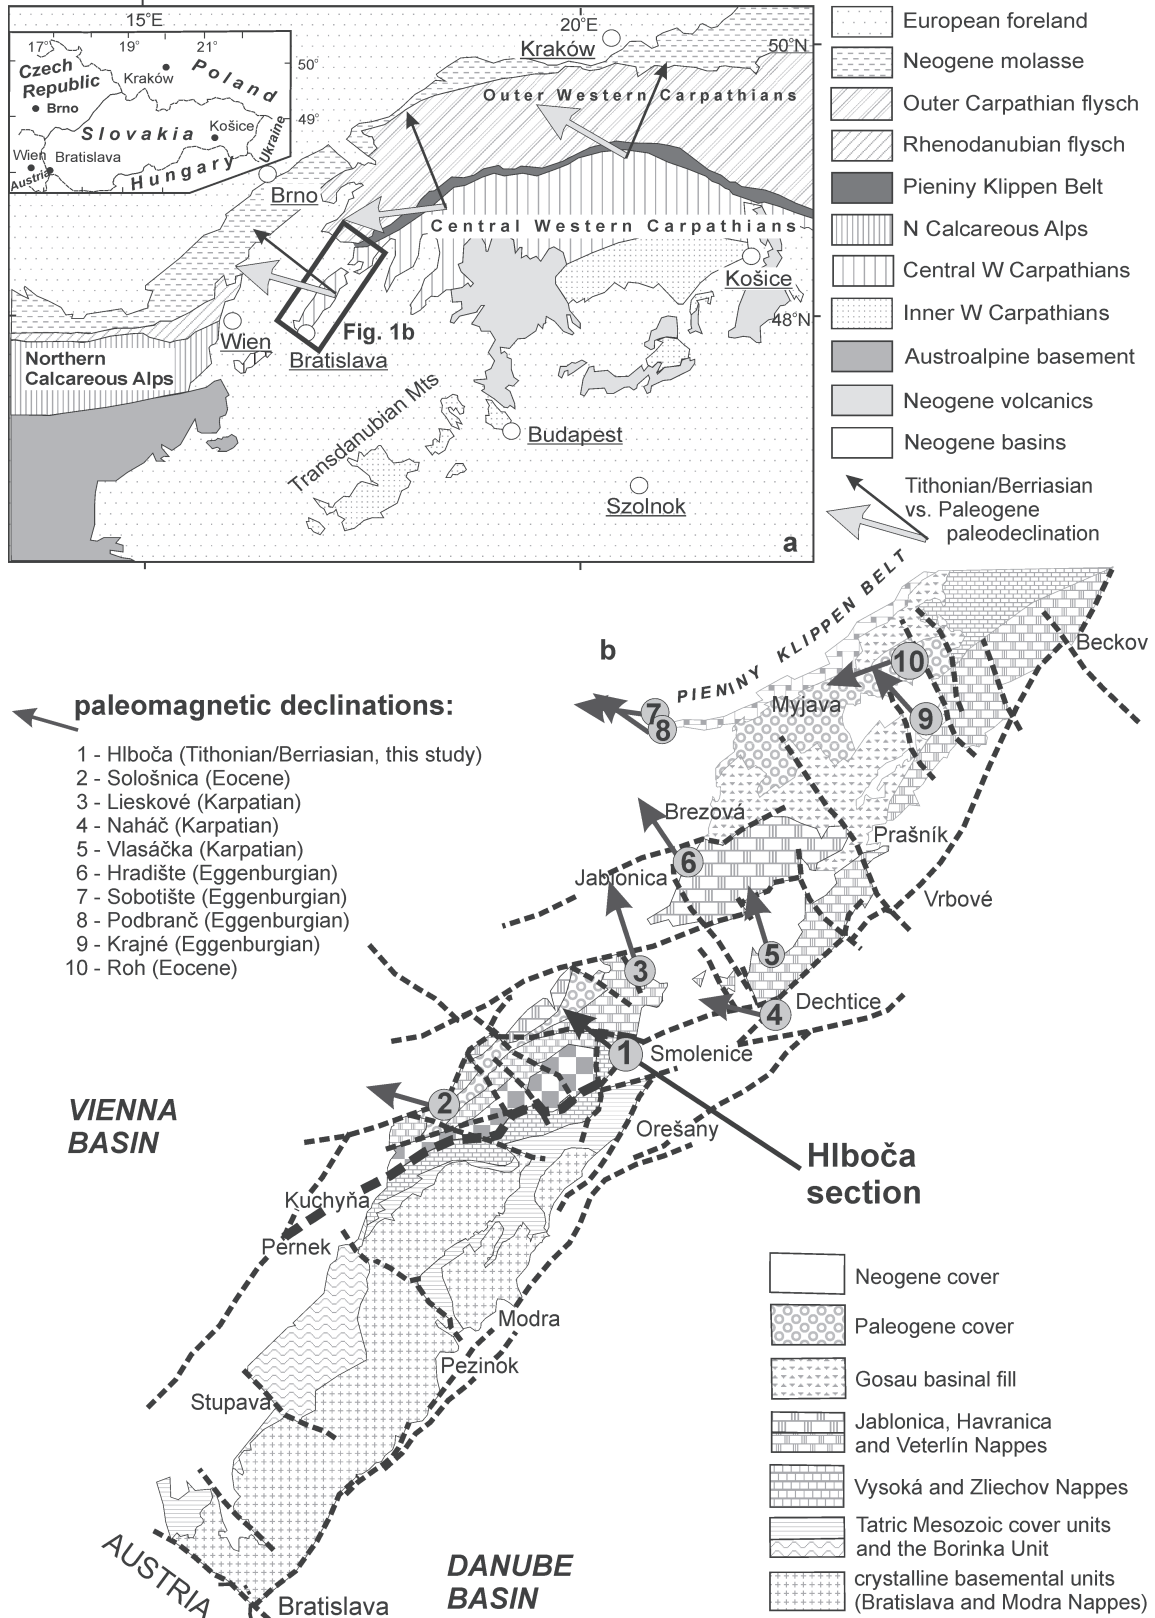 15°E
20°E
50°N
48°N
17°
19°
21°
50°
49°
Czech
Republic
Kraków
Poland
Brno
Slovakia
Košice
Ukraine
Wien
Bratislava
Austria
Hungary
Kraków
Outer Western Carpathians
Brno
Central Western Carpathians
Košice
Wien
Fig. 1b
Bratislava
Northern
Calcareous Alps
Transdanubian Mts
Budapest
Szolnok
a
European foreland
Neogene molasse
Outer Carpathian flysch
Rhenodanubian flysch
Pieniny Klippen Belt
N Calcareous Alps
Central W Carpathians
Inner W Carpathians
Austroalpine basement
Neogene volcanics
Neogene basins
Tithonian/Berriasian
vs. Paleogene
paleodeclination
b
PIENINY KLIPPEN BELT
paleomagnetic declinations:
1 - Hlboča (Tithonian/Berriasian, this study)
2 - Sološnica (Eocene)
3 - Lieskové (Karpatian)
4 - Naháč (Karpatian)
5 - Vlasáčka (Karpatian)
6 - Hradište (Eggenburgian)
7 - Sobotište (Eggenburgian)
8 - Podbranč (Eggenburgian)
9 - Krajné (Eggenburgian)
10 - Roh (Eocene)
Beckov
10
7
8
Myjava
9
Brezová
Prašník
6
Jablonica
Vrbové
5
3
Dechtice
4
1
Smolenice
2
VIENNA
BASIN
Orešany
Hlboča
section
Kuchyňa
Pernek
Modra
Pezinok
Stupava
AUSTRIA
DANUBE
BASIN
Bratislava
Neogene cover
Paleogene cover
Gosau basinal fill
Jablonica, Havranica
and Veterlín Nappes
Vysoká and Zliechov Nappes
Tatric Mesozoic cover units
and the Borinka Unit
crystalline basemental units
(Bratislava and Modra Nappes)